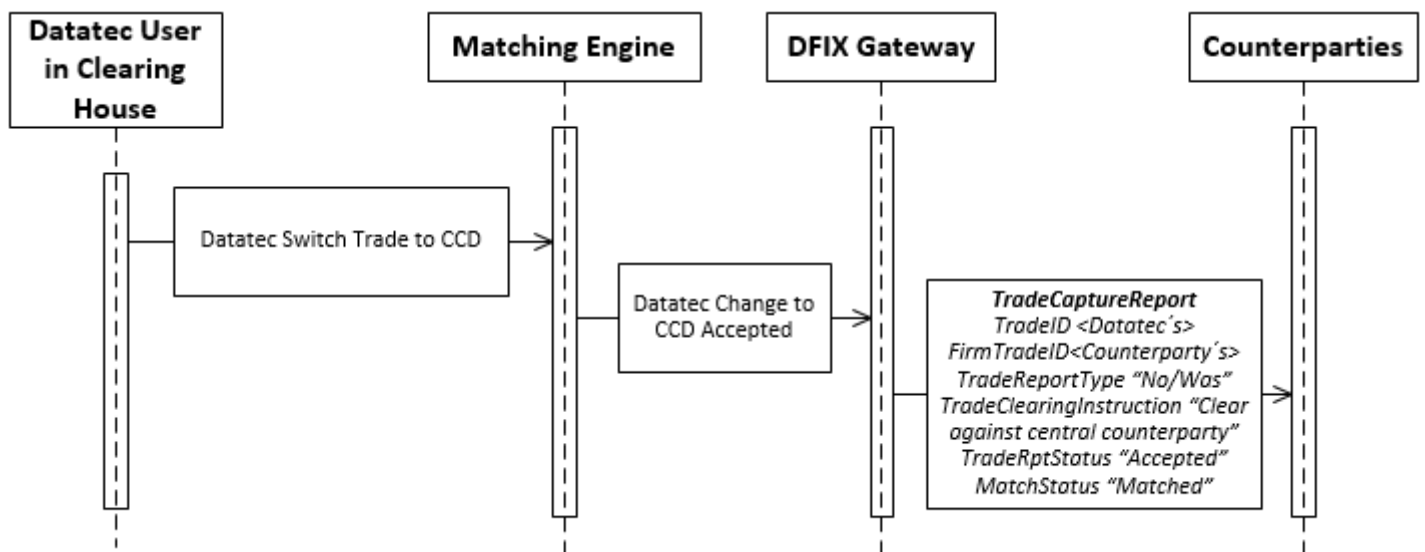 Datatec User
in Clearing
House
Matching Engine
DFIX Gateway
Counterparties
Datatec Switch Trade to CCD
Datatec Change to
CCD Accepted
TradeCaptureReport
TradeID <Datatec´s>
FirmTradeID<Counterparty´s>
TradeReportType “No/Was”
TradeClearingInstruction “Clear
against central counterparty”
TradeRptStatus “Accepted”
MatchStatus “Matched”